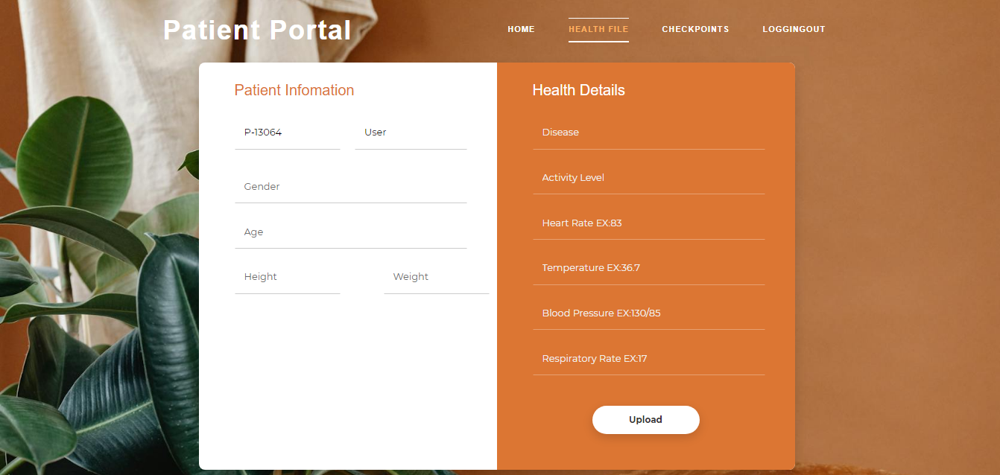 Patient Portal
HOME HEALTH FILE CHECKPOINTS LOGGINGOUT
Patient Infomation
P-13064 User
Gender
Age
Height Weight
Health Details
Disease
Activity Level
Heart Rate EX:83
Temperature EX:36.7
Blood Pressure EX:130/85
Respiratory Rate EX:17
Upload